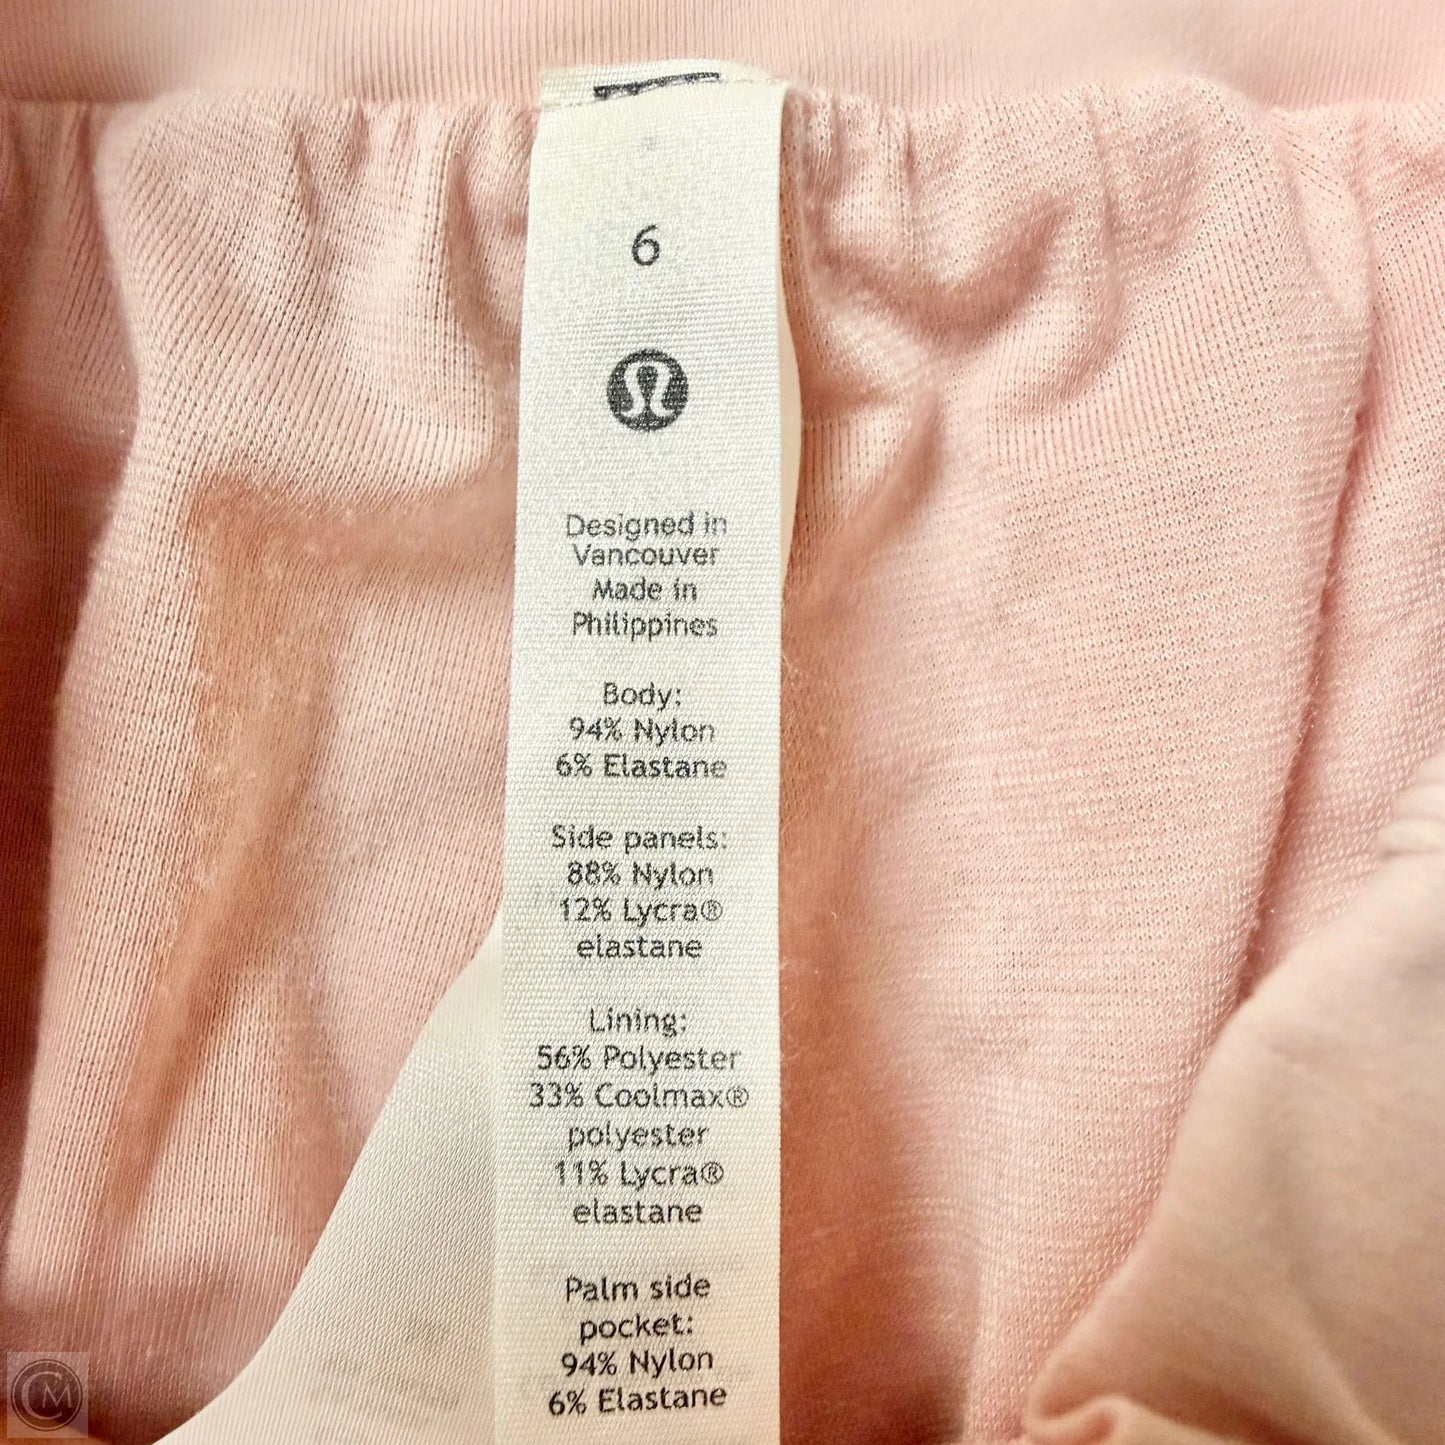 6
Designed in
Vancouver
Made in
Philippines
Body:
94% Nylon
6% Elastane
Side panels:
88% Nylon
12% Lycra®
elastane
Lining:
56% Polyester
33% Coolmax®
polyester
11% Lycra®
elastane
Palm side
pocket:
94% Nylon
6% Elastane
CM